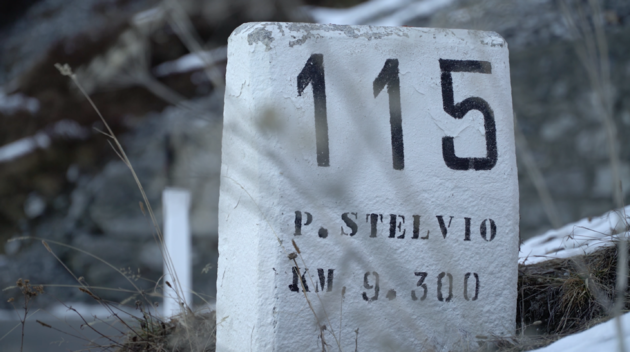 115
P. STELVIO
KM. 9.300